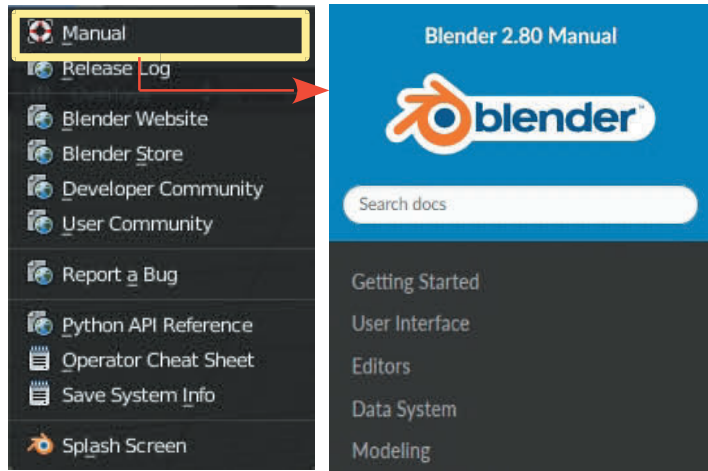 Manual
Release Log
Blender Website
Blender Store
Developer Community
User Community
Report a Bug
Python API Reference
Operator Cheat Sheet
Save System Info
Splash Screen
Blender 2.80 Manual
blender™
Search docs
Getting Started
User Interface
Editors
Data System
Modeling